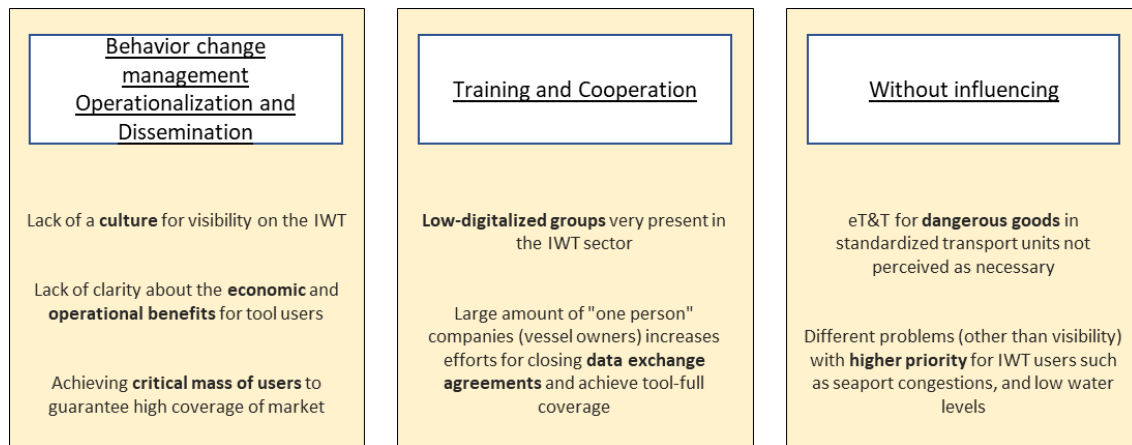 Behavior change
management
Operationalization and
Dissemination
Lack of a culture for visibility on the IWT
Lack of clarity about the economic and
operational benefits for tool users
Achieving critical mass of users to
guarantee high coverage of market
Training and Cooperation
Low-digitalized groups very present in
the IWT sector
Large amount of "one person"
companies (vessel owners) increases
efforts for closing data exchange
agreements and achieve tool-full
coverage
Without influencing
eT&T for dangerous goods in
standardized transport units not
perceived as necessary
Different problems (other than visibility)
with higher priority for IWT users such
as seaport congestions, and low water
levels